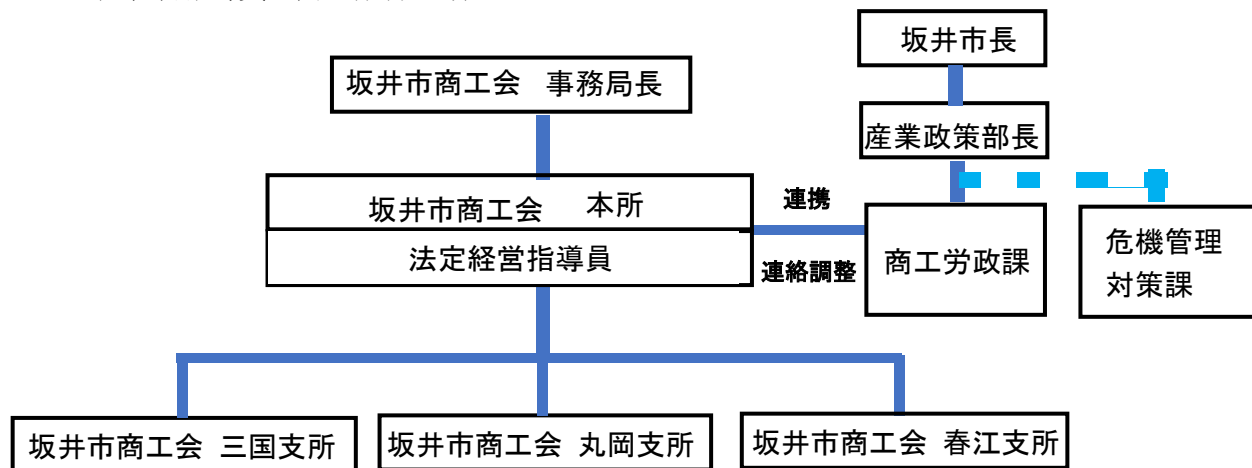 坂井市長
坂井市商工会 事務局長
産業政策部長
坂井市商工会 本所
連携
法定経営指導員
連絡調整
商工労政課
危機管理
対策課
坂井市商工会 三国支所
坂井市商工会 丸岡支所
坂井市商工会 春江支所